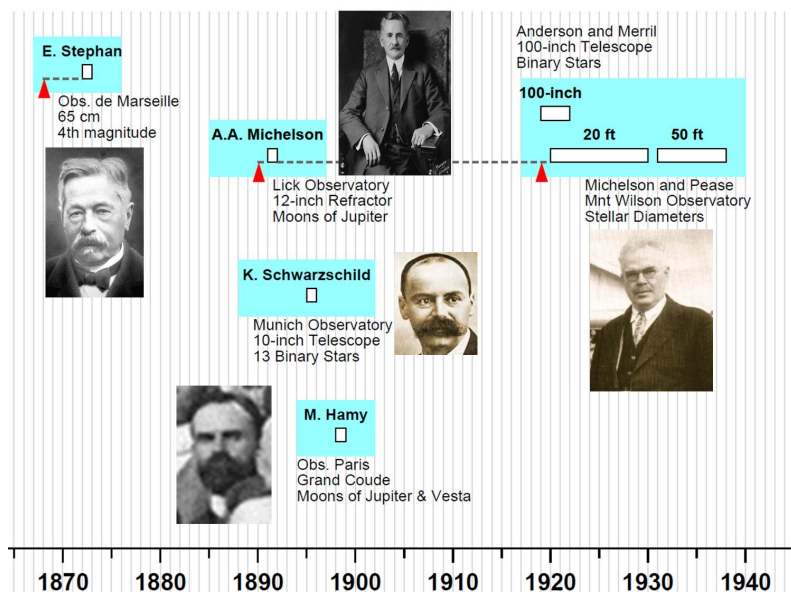 E. Stephan
Obs. de Marseille
65 cm
4th magnitude
A.A. Michelson
Lick Observatory
12-inch Refractor
Moons of Jupiter
Anderson and Merril
100-inch Telescope
Binary Stars
100-inch
20 ft
50 ft
Michelson and Pease
Mnt Wilson Observatory
Stellar Diameters
K. Schwarzschild
Munich Observatory
10-inch Telescope
13 Binary Stars
M. Hamy
Obs. Paris
Grand Coude
Moons of Jupiter & Vesta
1870 1880 1890 1900 1910 1920 1930 1940